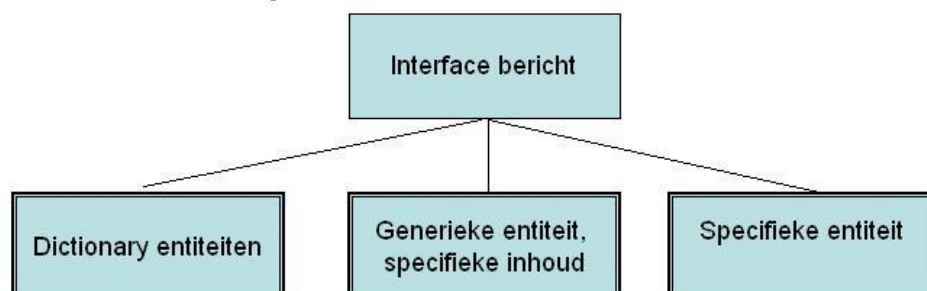 Interface bericht
Dictionary entiteiten
Generieke entiteit,
specifieke inhoud
Specifieke entiteit